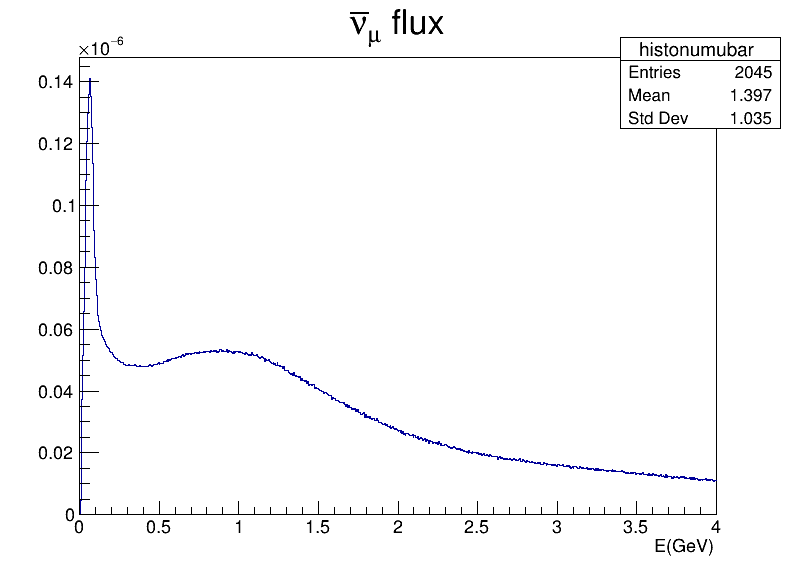 ν̅μ flux
×10⁻⁶
histonumubar
Entries 2045
Mean 1.397
Std Dev 1.035
0.14
0.12
0.1
0.08
0.06
0.04
0.02
0
0 0.5 1 1.5 2 2.5 3 3.5 4
E(GeV)